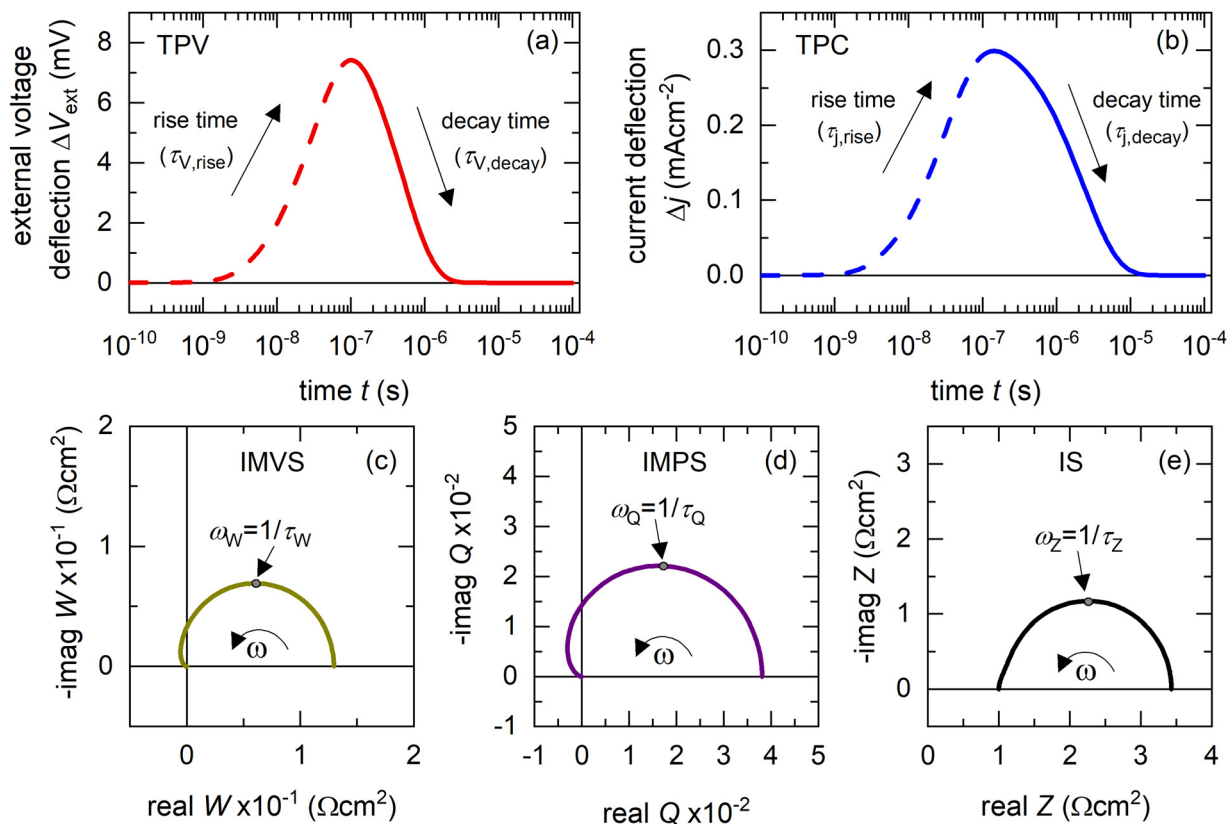 TPV
(a)
external voltage
deflection ΔV_ext (mV)
8
6
4
2
0
rise time
(τ_V,rise)
decay time
(τ_V,decay)
10^-10 10^-9 10^-8 10^-7 10^-6 10^-5 10^-4
time t (s)
TPC
(b)
current deflection
Δj (mAcm^-2)
0.3
0.2
0.1
0.0
rise time
(τ_j,rise)
decay time
(τ_j,decay)
10^-10 10^-9 10^-8 10^-7 10^-6 10^-5 10^-4
time t (s)
IMVS
(c)
-imag W x10^-1 (Ωcm^2)
2
1
0
ω_W=1/τ_W
ω
0 1 2
real W x10^-1 (Ωcm^2)
IMPS
(d)
-imag Q x10^-2
5
4
3
2
1
0
-1
ω_Q=1/τ_Q
ω
-1 0 1 2 3 4 5
real Q x10^-2
IS
(e)
-imag Z (Ωcm^2)
3
2
1
0
ω_Z=1/τ_Z
ω
0 1 2 3 4
real Z (Ωcm^2)